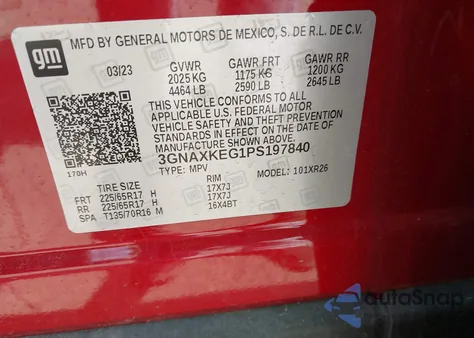 gm
MFD BY GENERAL MOTORS DE MEXICO, S. DE R.L. DE C.V.
03/23 GVWR GAWR FRT GAWR RR
2025 KG 1175 KG 1200 KG
4464 LB 2590 LB 2645 LB
THIS VEHICLE CONFORMS TO ALL
APPLICABLE U.S. FEDERAL MOTOR
VEHICLE SAFETY AND THEFT
PREVENTION STANDARDS IN EFFECT ON
THE DATE OF MANUFACTURE SHOWN ABOVE.
3GNAXKEG1PS197840
170H TYPE: MPV MODEL: 101XR26
TIRE SIZE RIM
FRT 225/65R17 H 17X7J
RR 225/65R17 H 17X7J
SPA T135/70R16 M 16X4BT
AutoSnap